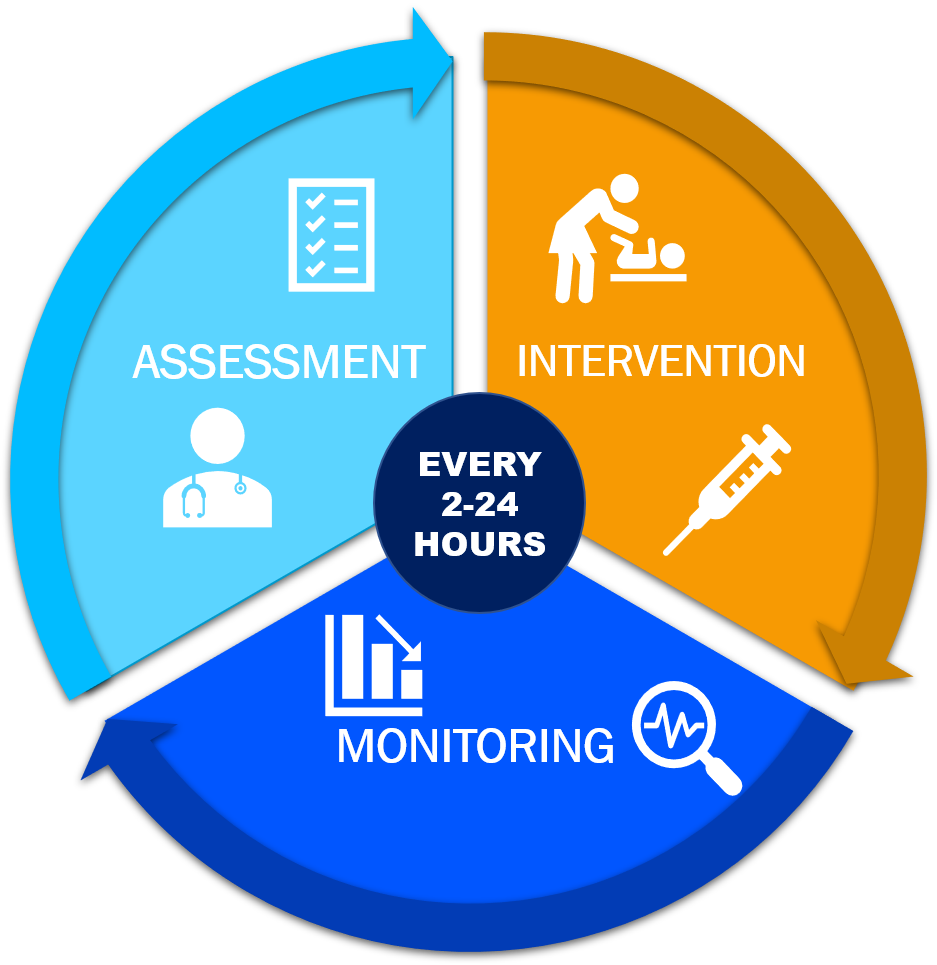 ASSESSMENT
INTERVENTION
EVERY
2-24
HOURS
MONITORING